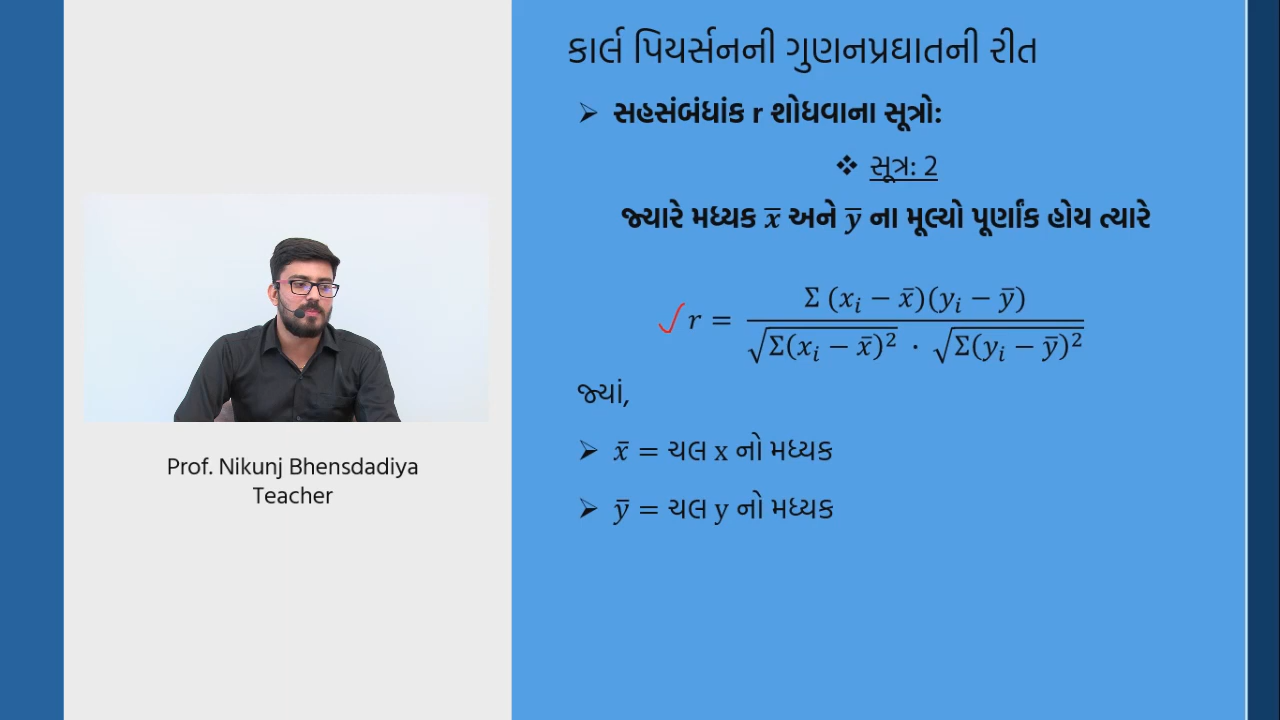 કાર્લ પિયર્સનની ગુણનપ્રઘાતની રીત
➢ સહસંબંધાંક r શોધવાના સૂત્રો:
❖ સૂત્ર: 2
જ્યારે મધ્યક x̄ અને ȳ ના મૂલ્યો પૂર્ણાંક હોય ત્યારે
r = Σ (xᵢ − x̄)(yᵢ − ȳ) / √Σ(xᵢ − x̄)² · √Σ(yᵢ − ȳ)²
જ્યાં,
➢ x̄ = ચલ x નો મધ્યક
➢ ȳ = ચલ y નો મધ્યક
Prof. Nikunj Bhensdadiya
Teacher